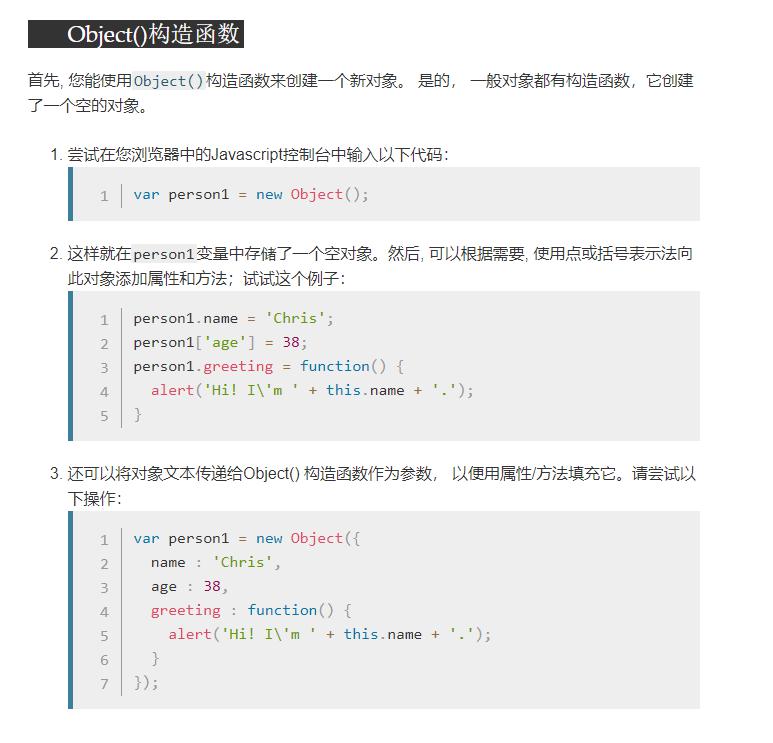 Object()构造函数
首先, 您能使用Object()构造函数来创建一个新对象。 是的， 一般对象都有构造函数，它创建
了一个空的对象。
1. 尝试在您浏览器中的Javascript控制台中输入以下代码：
1 var person1 = new Object();
2. 这样就在person1变量中存储了一个空对象。然后, 可以根据需要, 使用点或括号表示法向
此对象添加属性和方法；试试这个例子：
1 person1.name = 'Chris';
2 person1['age'] = 38;
3 person1.greeting = function() {
4   alert('Hi! I\'m ' + this.name + '.');
5 }
3. 还可以将对象文本传递给Object() 构造函数作为参数， 以便用属性/方法填充它。请尝试以
下操作：
1 var person1 = new Object({
2   name : 'Chris',
3   age : 38,
4   greeting : function() {
5     alert('Hi! I\'m ' + this.name + '.');
6   }
7 });